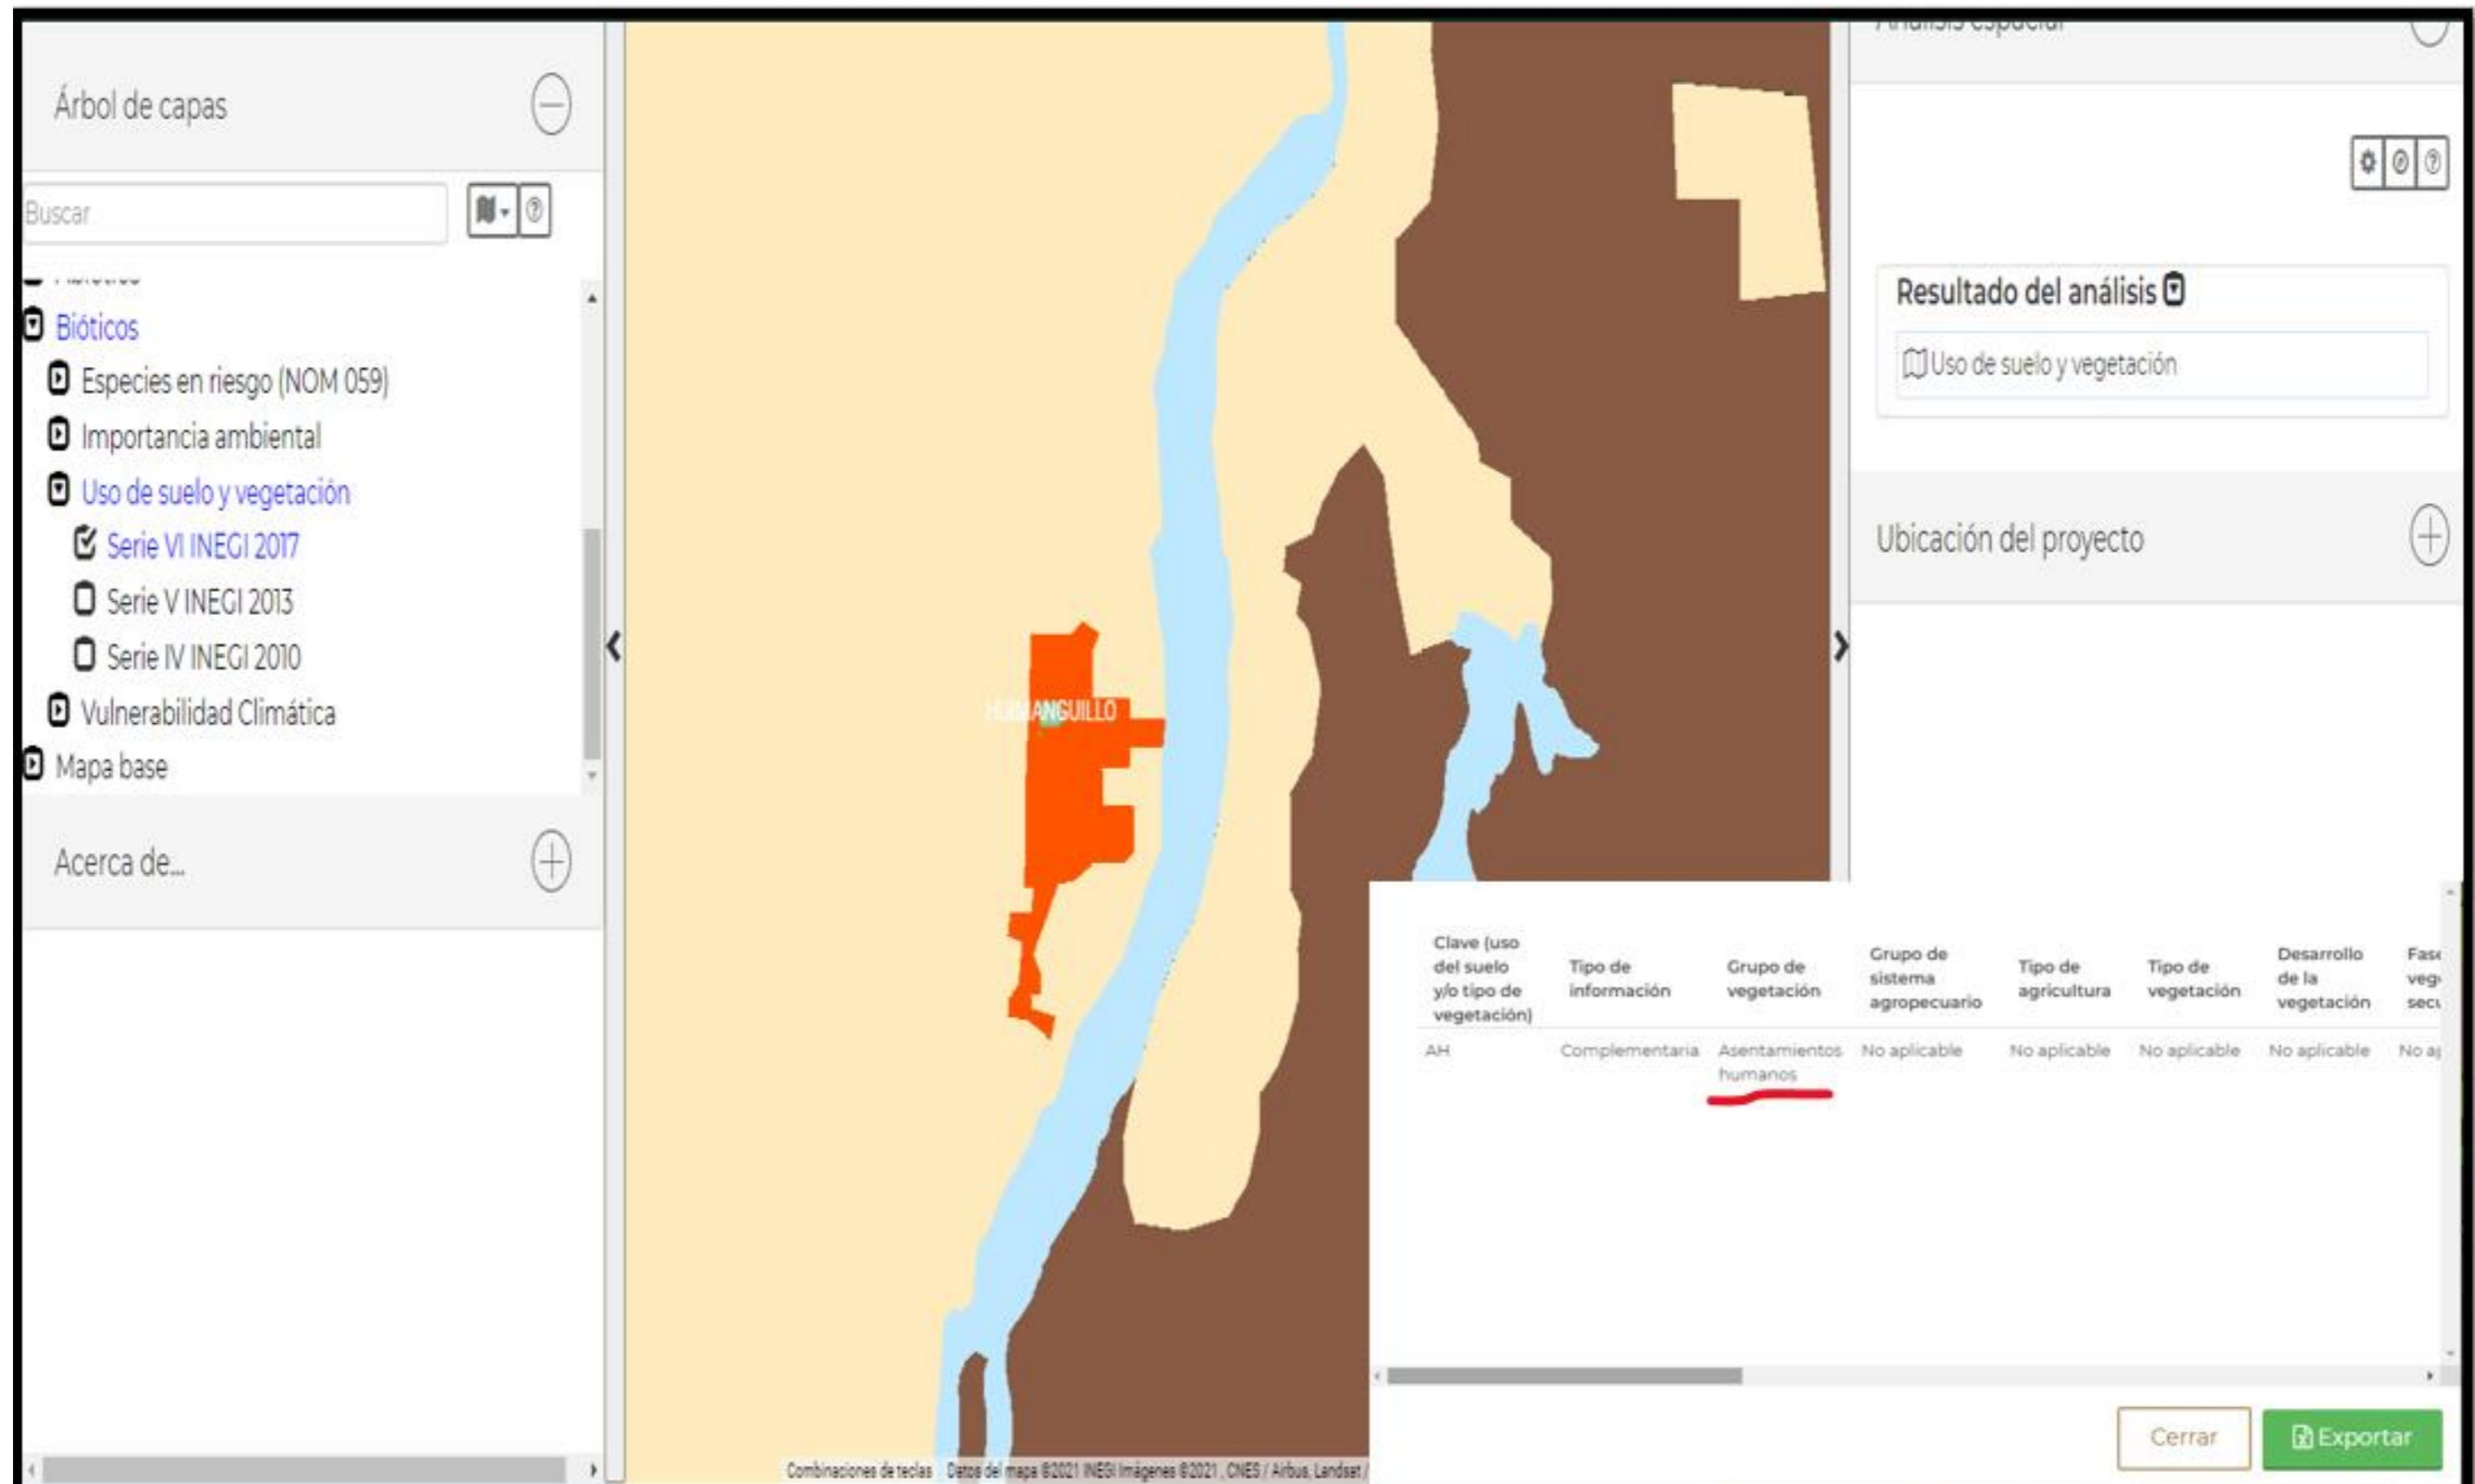 Árbol de capas
Buscar
Bióticos
Especies en riesgo (NOM 059)
Importancia ambiental
Uso de suelo y vegetación
Serie VI INEGI 2017
Serie V INEGI 2013
Serie IV INEGI 2010
Vulnerabilidad Climática
Mapa base
Acerca de...
HUIMANGUILLO
Combinaciones de teclas Datos del mapa ©2021 INEGI Imágenes ©2021 , CNES / Airbus, Landsat /
Análisis espacial
Resultado del análisis
Uso de suelo y vegetación
Ubicación del proyecto
Clave (uso
del suelo
y/o tipo de
vegetación)
Tipo de
información
Grupo de
vegetación
Grupo de
sistema
agropecuario
Tipo de
agricultura
Tipo de
vegetación
Desarrollo
de la
vegetación
AH
Complementaria
Asentamientos
humanos
No aplicable
No aplicable
No aplicable
No aplicable
Cerrar
Exportar